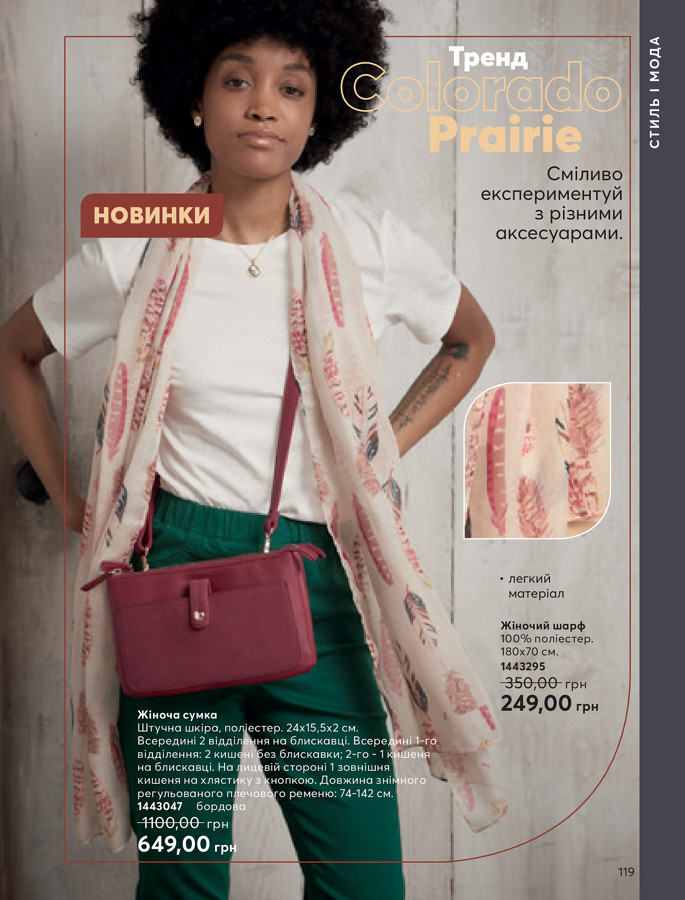 Тренд
Colorado
Prairie
СТИЛЬ І МОДА
Сміливо
експериментуй
з різними
аксесуарами.
НОВИНКИ
• легкий
матеріал
Жіночий шарф
100% поліестер.
180х70 см.
1443295
350,00 грн
249,00 грн
Жіноча сумка
Штучна шкіра, поліестер. 24х15,5х2 см.
Всередині 2 відділення на блискавці. Всередині 1-го
відділення: 2 кишені без блискавки; 2-го - 1 кишеня
на блискавці. На лицевій стороні 1 зовнішня
кишеня на хлястику з кнопкою. Довжина знімного
регульованого плечового ременю: 74-142 см.
1443047 бордова
1100,00 грн
649,00 грн
119